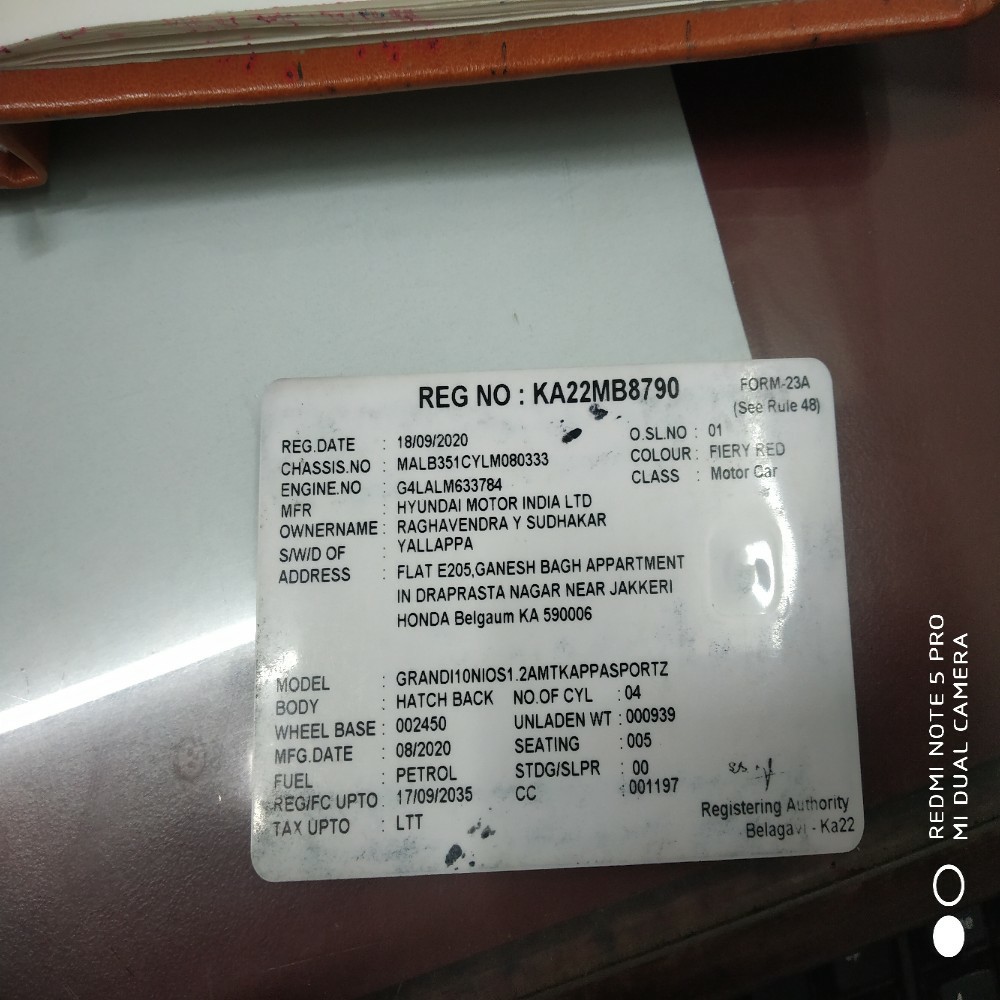 REG NO : KA22MB8790
FORM-23A
(See Rule 48)
REG.DATE : 18/09/2020 O.SL.NO : 01
CHASSIS.NO : MALB351CYLM080333 COLOUR : FIERY RED
ENGINE.NO : G4LALM633784 CLASS : Motor Car
MFR : HYUNDAI MOTOR INDIA LTD
OWNERNAME : RAGHAVENDRA Y SUDHAKAR
S/W/D OF : YALLAPPA
ADDRESS : FLAT E205,GANESH BAGH APPARTMENT
IN DRAPRASTA NAGAR NEAR JAKKERI
HONDA Belgaum KA 590006
MODEL : GRANDI10NIOS1.2AMTKAPPASPORTZ
BODY : HATCH BACK NO.OF CYL : 04
WHEEL BASE : 002450 UNLADEN WT : 000939
MFG.DATE : 08/2020 SEATING : 005
FUEL : PETROL STDG/SLPR : 00
REG/FC UPTO : 17/09/2035 CC : 001197
TAX UPTO : LTT
Registering Authority
Belagavi - Ka22
REDMI NOTE 5 PRO
MI DUAL CAMERA